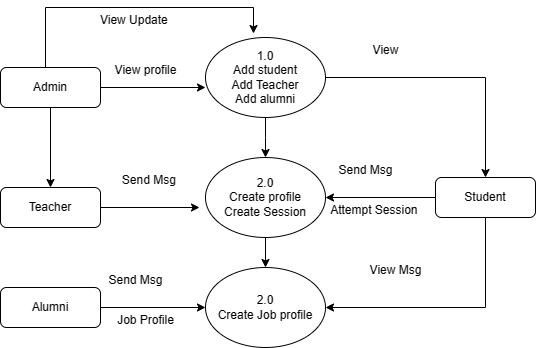 View Update
1.0
Add student
Add Teacher
Add alumni
View
View profile
Admin
Send Msg
2.0
Create profile
Create Session
Send Msg
Attempt Session
Teacher
Student
View Msg
Send Msg
2.0
Create Job profile
Alumni
Job Profile